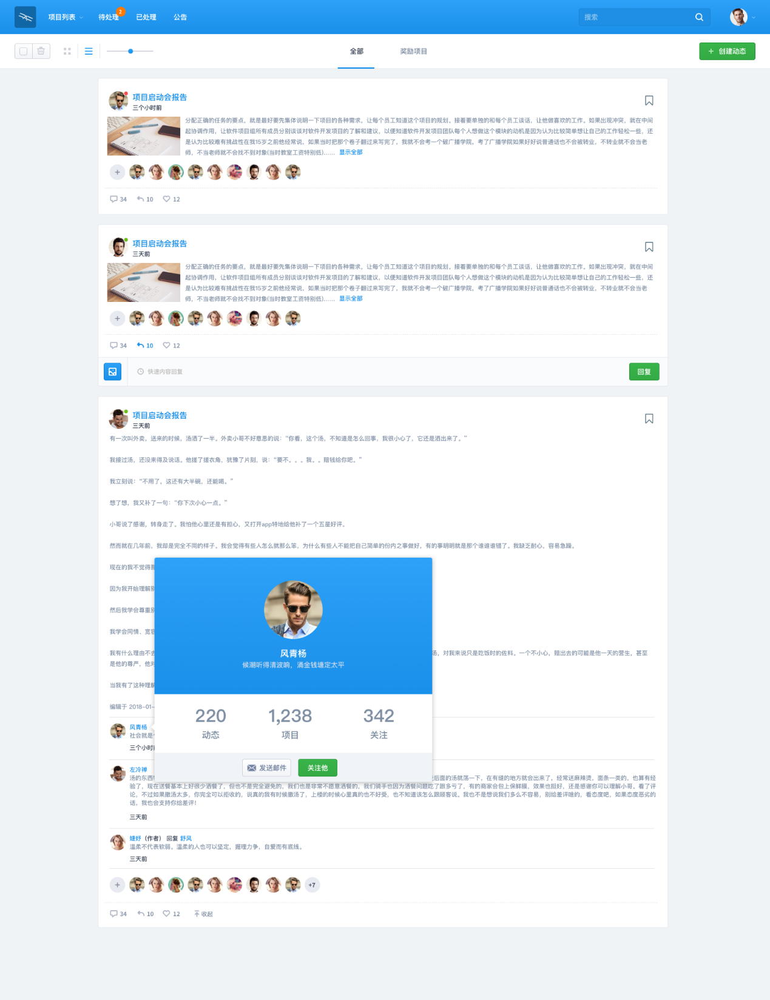 项目列表 待处理 2 已处理 公告 搜索
全部 奖励项目 + 创建动态
项目启动会报告
三个小时前
分配正确的任务的要点，就是最好要先集体说明一下项目的各种需求，让每个员工知道这个项目的规划。接着要单独的和每个员工谈话，让他做喜欢的工作。如果出现冲突，就在中间
起协调作用，让软件项目组所有成员分别谈谈对软件开发项目的了解和建议，以便知道软件开发项目团队每个人想做这个模块的动机是因为认为比较简单想让自己的工作轻松一些，还
是认为比较难有挑战性在我15岁之前他经常说，如果当时把那个卷子翻过来写完了，我就不会考一个破广播学院，考了广播学院如果好好说普通话也不会被转业，不转业就不会当老
师，不当老师就不会找不到对象(当时教室工资特别低)...... 显示全部
+
34 10 12
项目启动会报告
三天前
分配正确的任务的要点，就是最好要先集体说明一下项目的各种需求，让每个员工知道这个项目的规划。接着要单独的和每个员工谈话，让他做喜欢的工作。如果出现冲突，就在中间
起协调作用，让软件项目组所有成员分别谈谈对软件开发项目的了解和建议，以便知道软件开发项目团队每个人想做这个模块的动机是因为认为比较简单想让自己的工作轻松一些，还
是认为比较难有挑战性在我15岁之前他经常说，如果当时把那个卷子翻过来写完了，我就不会考一个破广播学院，考了广播学院如果好好说普通话也不会被转业，不转业就不会当老
师，不当老师就不会找不到对象(当时教室工资特别低)...... 显示全部
+
34 10 12
快速内容回复 回复
项目启动会报告
三天前
有一次叫外卖，送来的时候，汤洒了一半。外卖小哥不好意思的说：“你看，这个汤，不知道是怎么回事，我很小心了，它还是洒出来了。”
我接过汤，还没来得及说话。他搓了搓衣角，犹豫了片刻，说：“要不。。。我。。赔钱给你吧。”
我立刻说：“不用了，这还有大半碗，还能喝。”
想了想，我又补了一句：“你下次小心一点。”
小哥说了感谢，转身走了。我怕他心里还是有担心，又打开app特地给他补了一个五星好评。
然而就在几年前，我却是完全不同的样子。我会觉得有些人怎么就那么笨，为什么有些人不能把自己简单的份内之事做好，有的事明明就是那个谁谁谁错了。我缺乏耐心，容易急躁。
现在的我不觉得
因为我开始理解
然后我学会尊重
我学会同情、宽
风青杨
候潮听得清波响，涌金钱塘定太平
我有什么理由不 汤，对我来说只是吃饭时的佐料。一个不小心，赔出去的可能是他一天的营生，甚至
是他的尊严，他
当我有了这种理
编辑于 2018-01-
220 1,238 342
动态 项目 关注
发送邮件 关注他
风青杨
社会就是
三个小时
左冷禅
汤的东西 后面的汤就荡一下，在有缝的地方就会出来了，经常送麻辣烫，面条一类的，也算有经
验了，现在送餐基本上好很少洒餐了，但也不是完全避免的，我们也是非常不愿意洒餐的，我们骑手也因为洒餐问题吃了跟多亏了，有的商家会包上保鲜膜，效果也挺好，还是感谢你可以理解小哥。看了评
论，不过如果撒汤太多，你完全可以拒收的，说真的我有时候撒汤了，上楼的时候心里真的也不好受，也不知道该怎么跟顾客说。我也不是想说我们多么不容易，别给差评啥的，看态度吧，如果态度恶劣的
话，我也会支持你给差评！
三天前
婕妤（作者） 回复 舒风
温柔不代表软弱。温柔的人也可以坚定，据理力争，自爱而有底线。
三天前
+ +7
34 10 12 收起